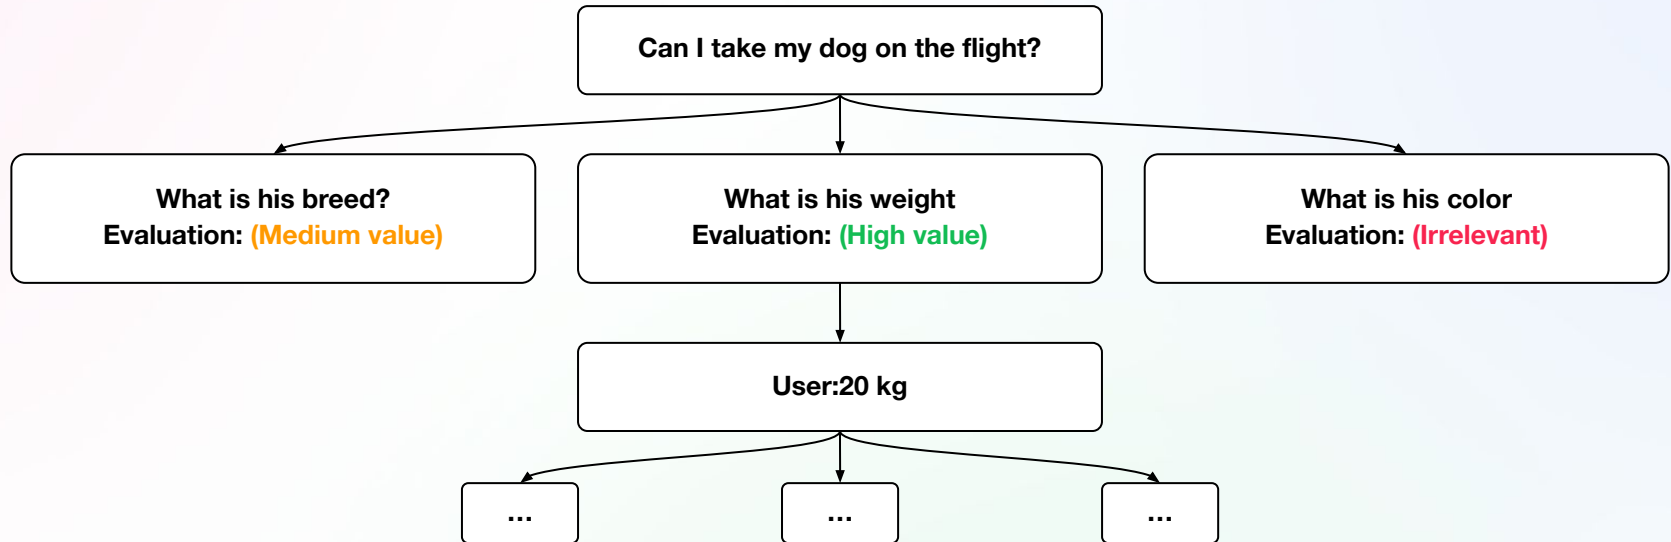 Can I take my dog on the flight?
What is his breed?
Evaluation: (Medium value)
What is his weight
Evaluation: (High value)
What is his color
Evaluation: (Irrelevant)
User:20 kg
...
...
...